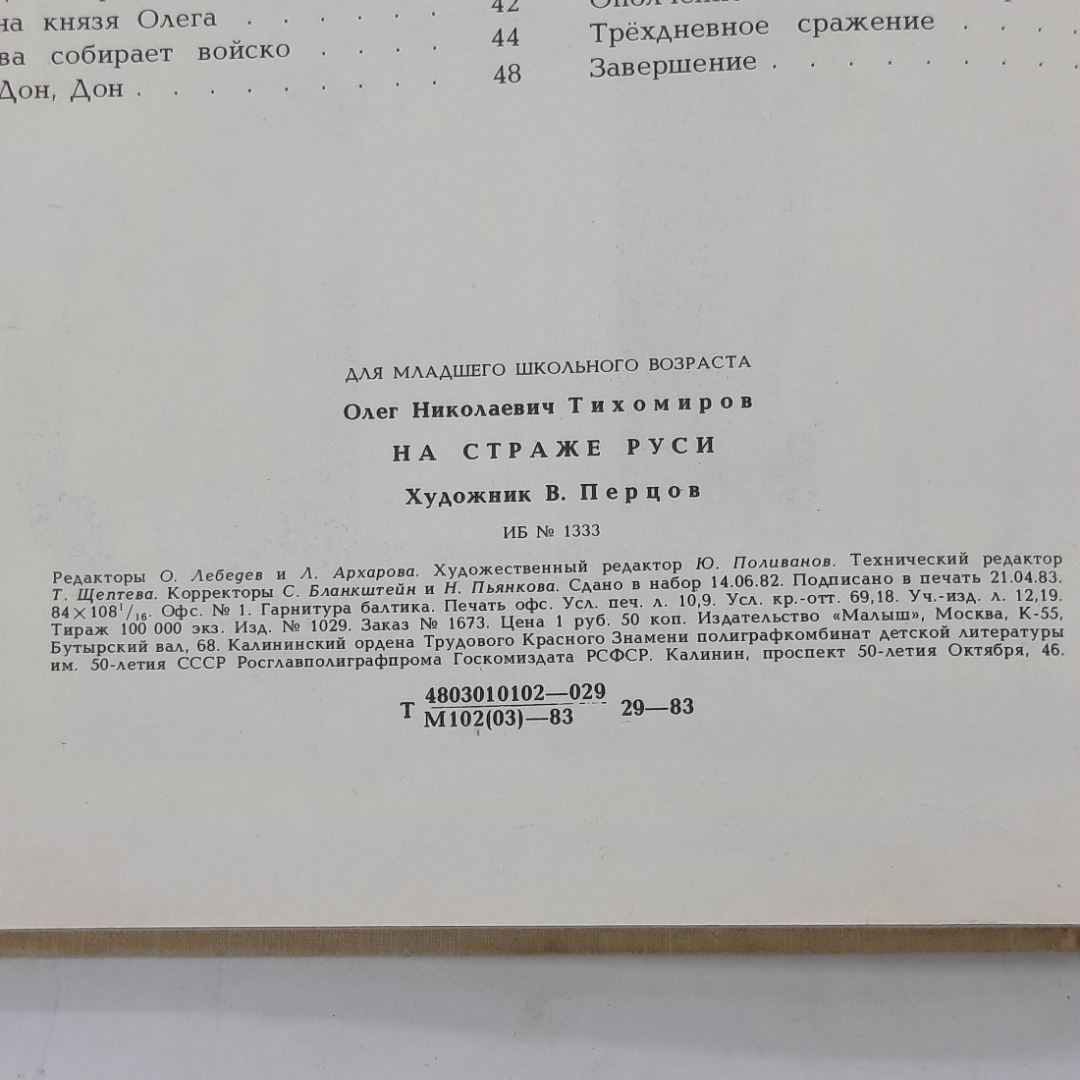 на князя Олега . . . . . . 42
ва собирает войско . . . . 44
Дон, Дон . . . . . . . . . 48
Трёхдневное сражение . . . .
Завершение . . . . . . . . .
ДЛЯ МЛАДШЕГО ШКОЛЬНОГО ВОЗРАСТА
Олег Николаевич Тихомиров
НА СТРАЖЕ РУСИ
Художник В. Перцов
ИБ № 1333
Редакторы О. Лебедев и Л. Архарова. Художественный редактор Ю. Поливанов. Технический редактор
Т. Щептева. Корректоры С. Бланкштейн и Н. Пьянкова. Сдано в набор 14.06.82. Подписано в печать 21.04.83.
84×108¹/₁₆. Офс. № 1. Гарнитура балтика. Печать офс. Усл. печ. л. 10,9. Усл. кр.-отт. 69,18. Уч.-изд. л. 12,19.
Тираж 100 000 экз. Изд. № 1029. Заказ № 1673. Цена 1 руб. 50 коп. Издательство «Малыш», Москва, К-55,
Бутырский вал, 68. Калининский ордена Трудового Красного Знамени полиграфкомбинат детской литературы
им. 50-летия СССР Росглавполиграфпрома Госкомиздата РСФСР. Калинин, проспект 50-летия Октября, 46.
Т 4803010102—029
М102(03)—83 29—83